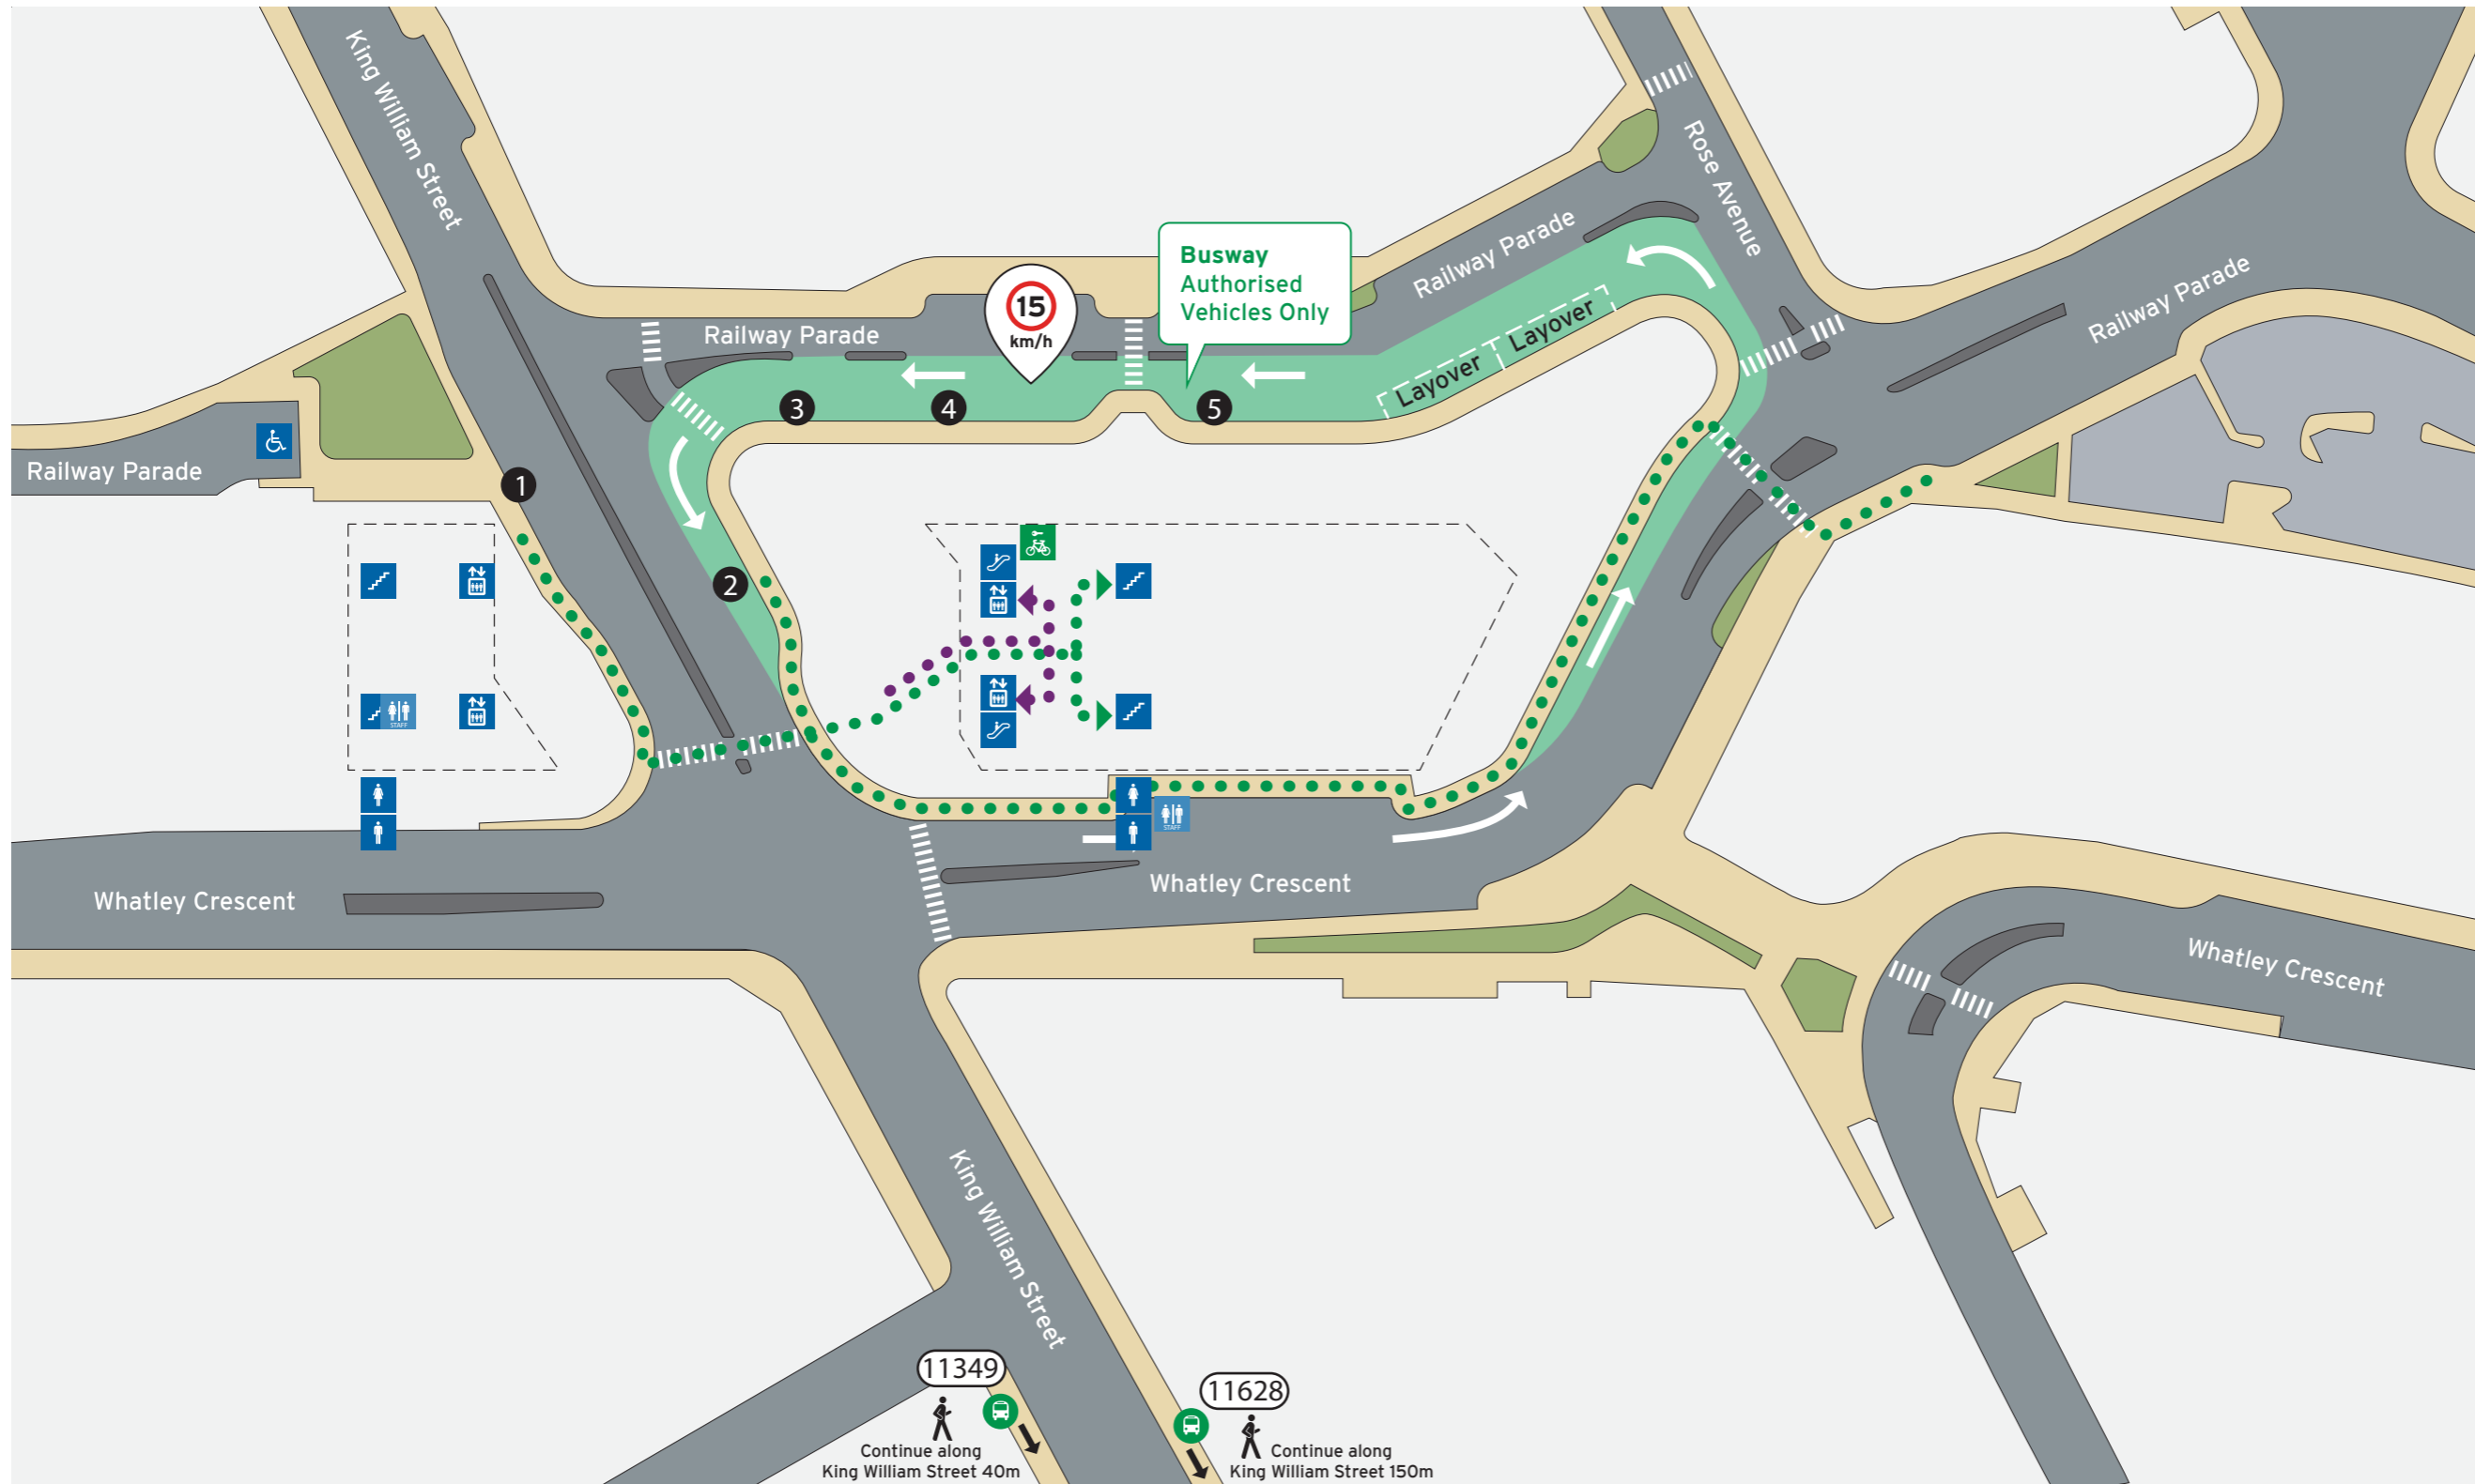 King William Street
Rose Avenue
Busway
Authorised
Vehicles Only
Railway Parade
Railway Parade
15
km/h
Railway Parade
Layover
Layover
3
4
5
Railway Parade
1
2
STAFF
STAFF
Whatley Crescent
Whatley Crescent
Whatley Crescent
King William Street
11349
Continue along
King William Street 40m
11628
Continue along
King William Street 150m